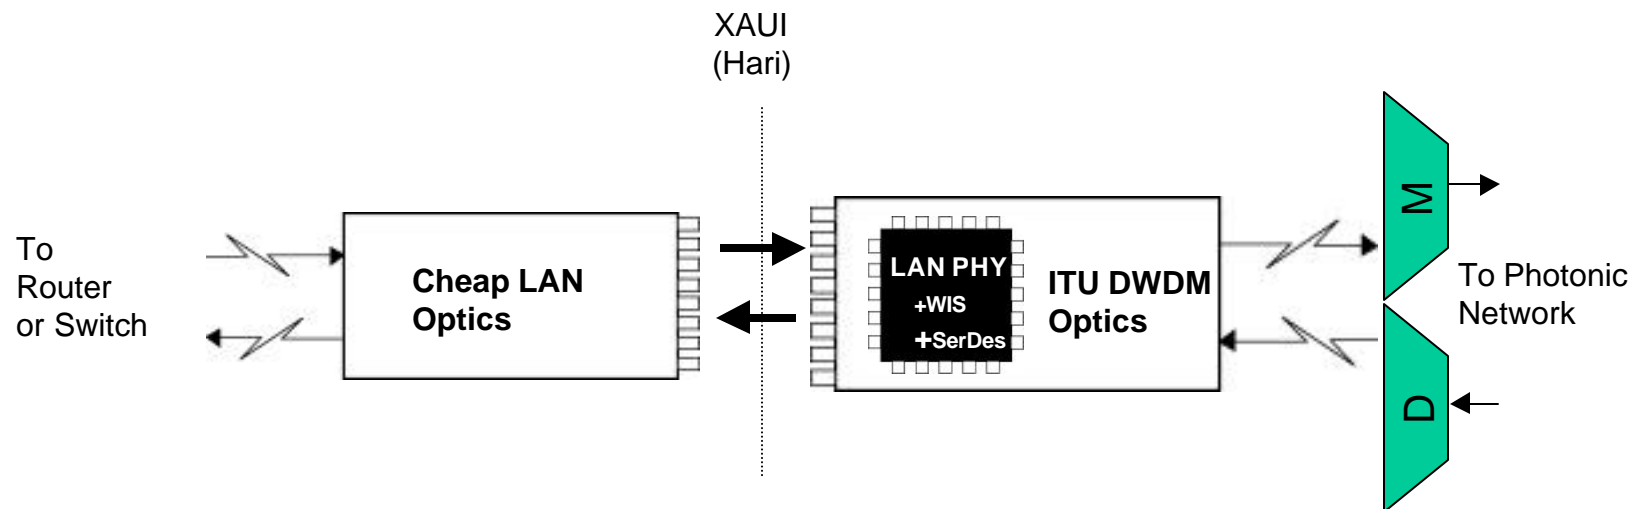 XAUI
(Hari)
To
Router
or Switch
Cheap LAN
Optics
LAN PHY
+WIS
+SerDes
ITU DWDM
Optics
M
D
To Photonic
Network